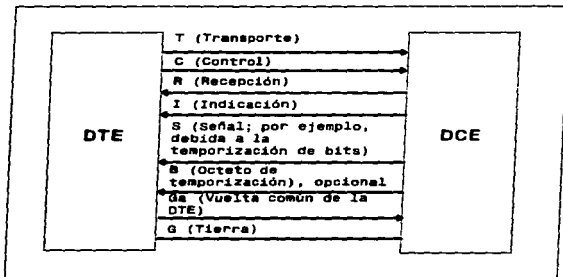 T (Transporte)
C (Control)
R (Recepción)
I (Indicación)
S (Señal; por ejemplo,
debida a la
temporización de bits)
B (Octeto de
temporización), opcional
Ga (Vuelta común de la
DTE)
G (Tierra)
DTE
DCE